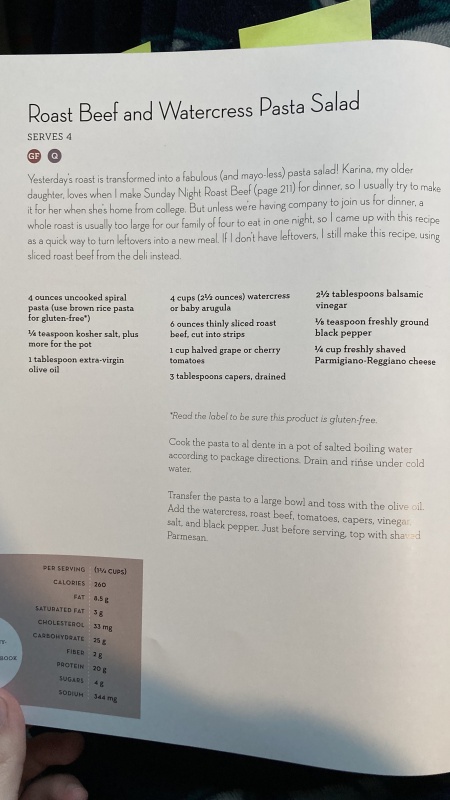 Roast Beef and Watercress Pasta Salad
SERVES 4
GF Q
Yesterday's roast is transformed into a fabulous (and mayo-less) pasta salad! Karina, my older
daughter, loves when I make Sunday Night Roast Beef (page 211) for dinner, so I usually try to make
it for her when she's home from college. But unless we're having company to join us for dinner, a
whole roast is usually too large for our family of four to eat in one night, so I came up with this recipe
as a quick way to turn leftovers into a new meal. If I don't have leftovers, I still make this recipe, using
sliced roast beef from the deli instead.
4 ounces uncooked spiral
pasta (use brown rice pasta
for gluten-free*)
¼ teaspoon kosher salt, plus
more for the pot
1 tablespoon extra-virgin
olive oil
4 cups (2½ ounces) watercress
or baby arugula
6 ounces thinly sliced roast
beef, cut into strips
1 cup halved grape or cherry
tomatoes
3 tablespoons capers, drained
2½ tablespoons balsamic
vinegar
⅛ teaspoon freshly ground
black pepper
¼ cup freshly shaved
Parmigiano-Reggiano cheese
*Read the label to be sure this product is gluten-free.
Cook the pasta to al dente in a pot of salted boiling water
according to package directions. Drain and rinse under cold
water.
Transfer the pasta to a large bowl and toss with the olive oil.
Add the watercress, roast beef, tomatoes, capers, vinegar,
salt, and black pepper. Just before serving, top with shaved
Parmesan.
PER SERVING (1¾ CUPS)
CALORIES 260
FAT 8.5 g
SATURATED FAT 3 g
CHOLESTEROL 33 mg
CARBOHYDRATE 25 g
FIBER 2 g
PROTEIN 20 g
SUGARS 4 g
SODIUM 344 mg